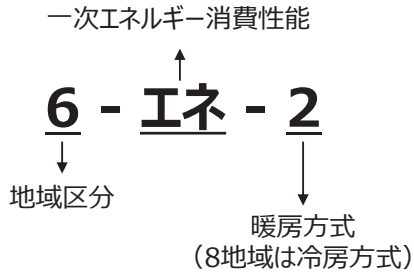 一次エネルギー消費性能
6 - エネ - 2
地域区分
暖房方式
（8地域は冷房方式）